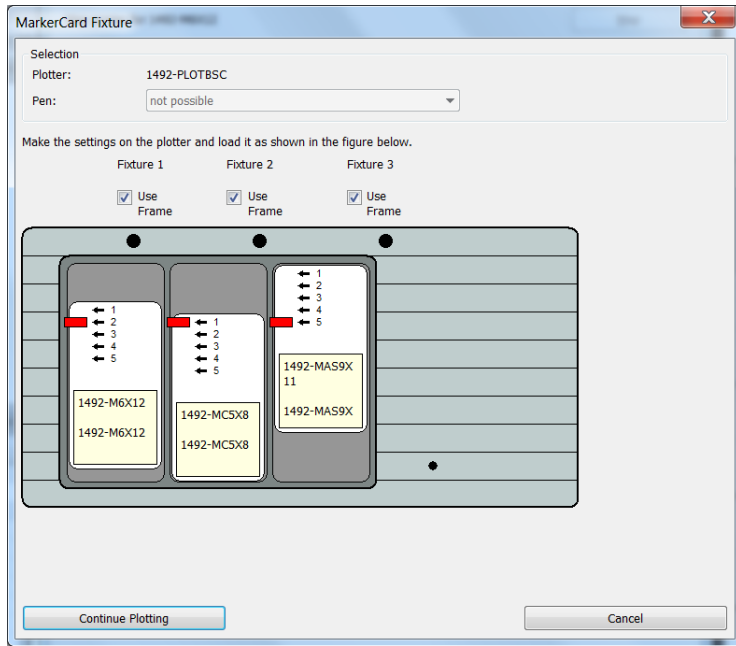 MarkerCard Fixture
Selection
Plotter: 1492-PLOTBSC
Pen: not possible
Make the settings on the plotter and load it as shown in the figure below.
Fixture 1 Fixture 2 Fixture 3
Use Frame
Use Frame
Use Frame
1
2
3
4
5
1492-M6X12
1492-M6X12
1
2
3
4
5
1492-MC5X8
1492-MC5X8
1
2
3
4
5
1492-MAS9X
11
1492-MAS9X
Continue Plotting Cancel